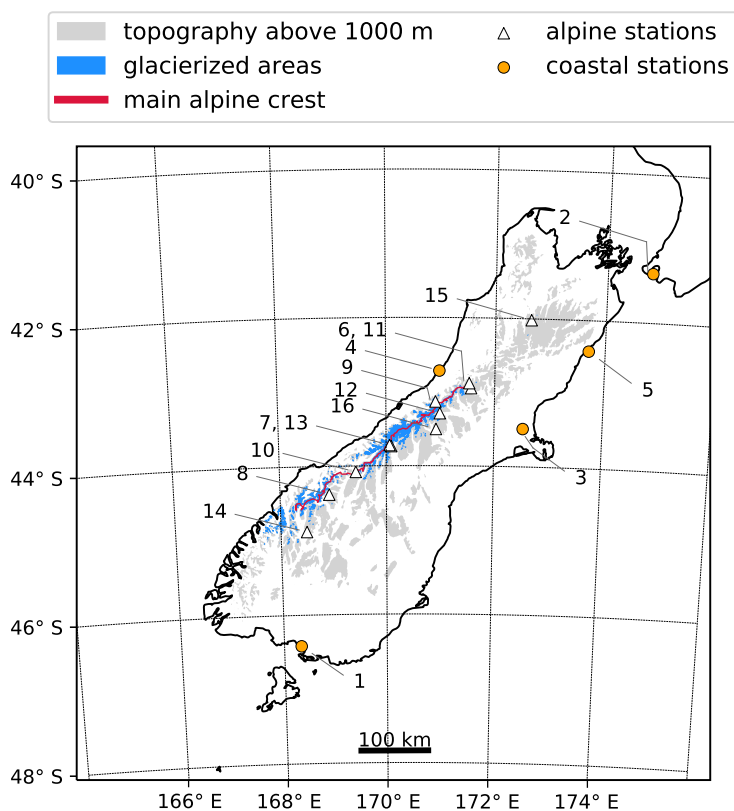 topography above 1000 m
alpine stations
glacierized areas
coastal stations
main alpine crest
40° S
2
15
42° S
6, 11
4
9
5
12
16
7, 13
10
44° S
8
3
14
46° S
1
100 km
48° S
166° E
168° E
170° E
172° E
174° E